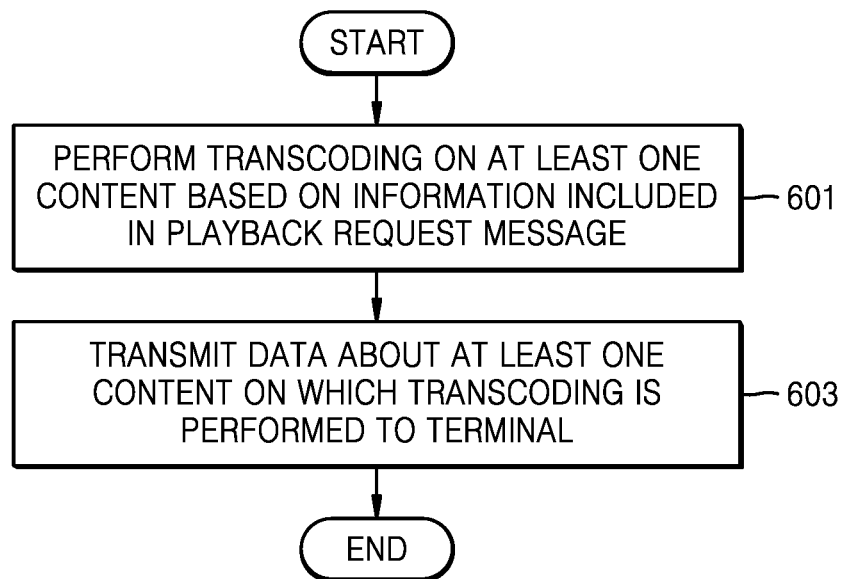 START
PERFORM TRANSCODING ON AT LEAST ONE
CONTENT BASED ON INFORMATION INCLUDED
IN PLAYBACK REQUEST MESSAGE
601
TRANSMIT DATA ABOUT AT LEAST ONE
CONTENT ON WHICH TRANSCODING IS
PERFORMED TO TERMINAL
603
END